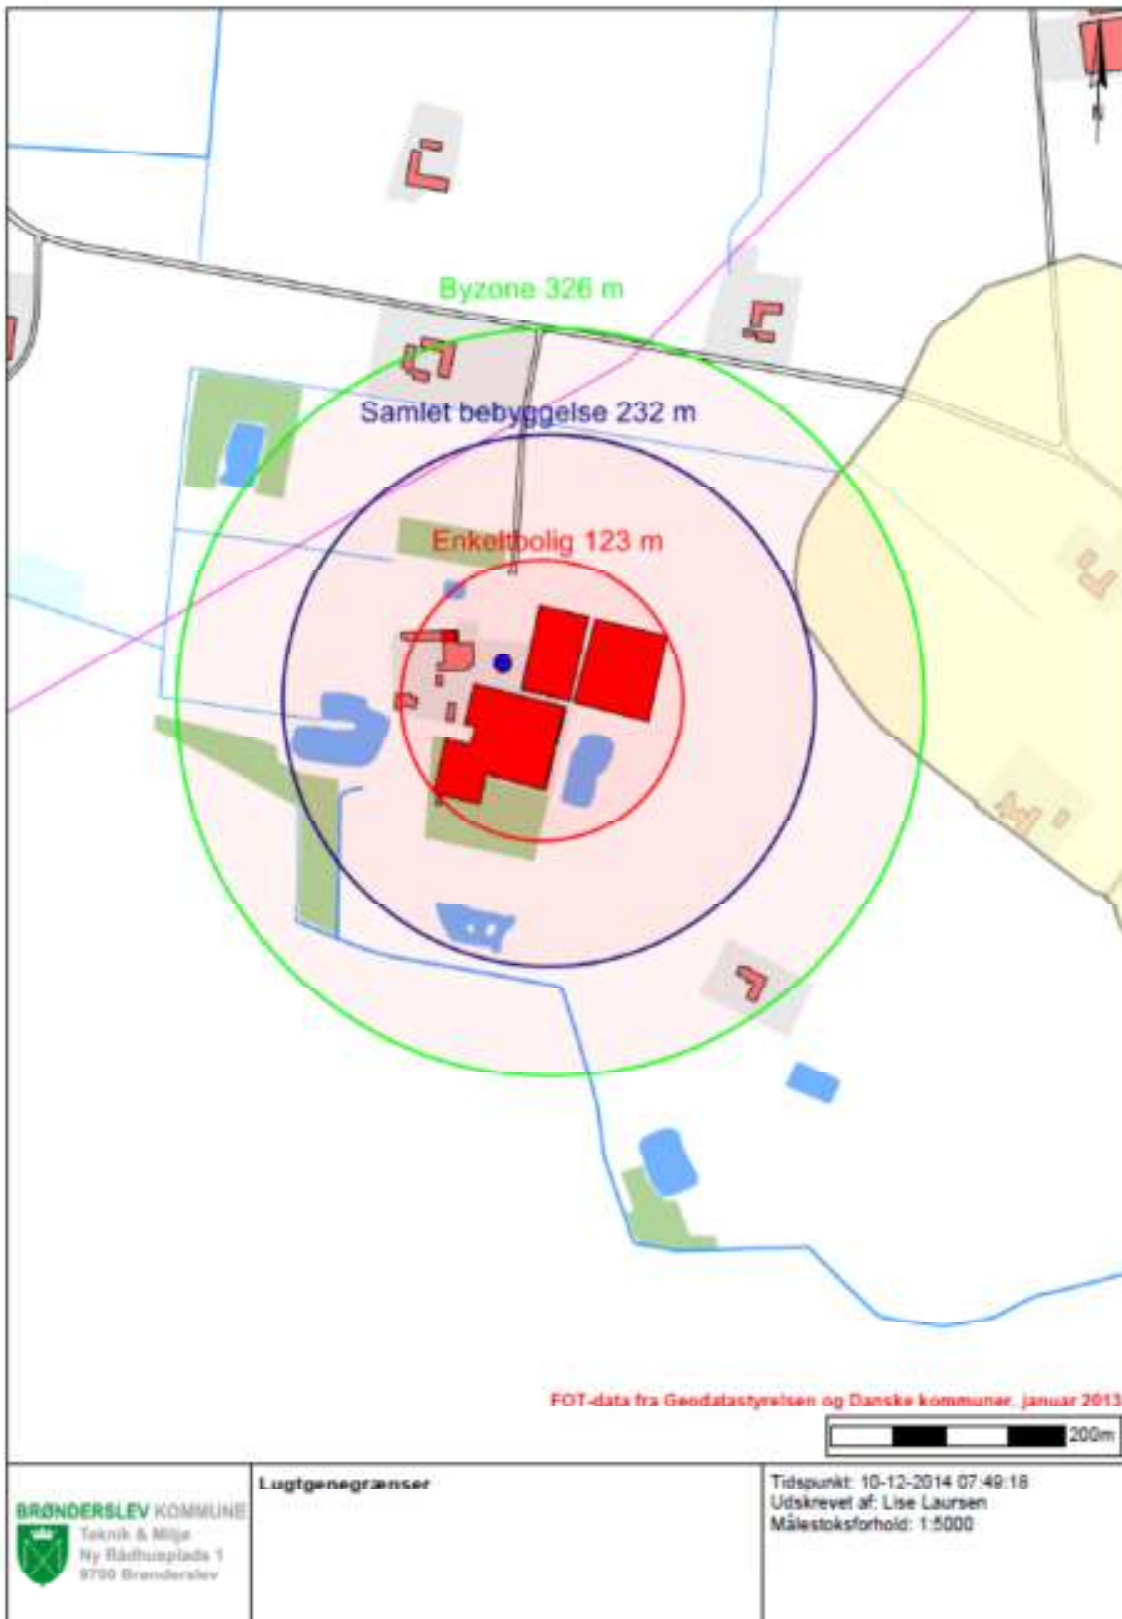 N
Byzone 326 m
Samlet bebyggelse 232 m
Enkeltbolig 123 m
FOT-data fra Geodatastyrelsen og Danske kommuner, januar 2013
200m
BRØNDERSLEV KOMMUNE
Teknik & Miljø
Ny Rådhusplads 1
9700 Brønderslev
Lugtgenegrænser
Tidspunkt: 10-12-2014 07:49:18
Udskrevet af: Lise Laursen
Målestoksforhold: 1:5000